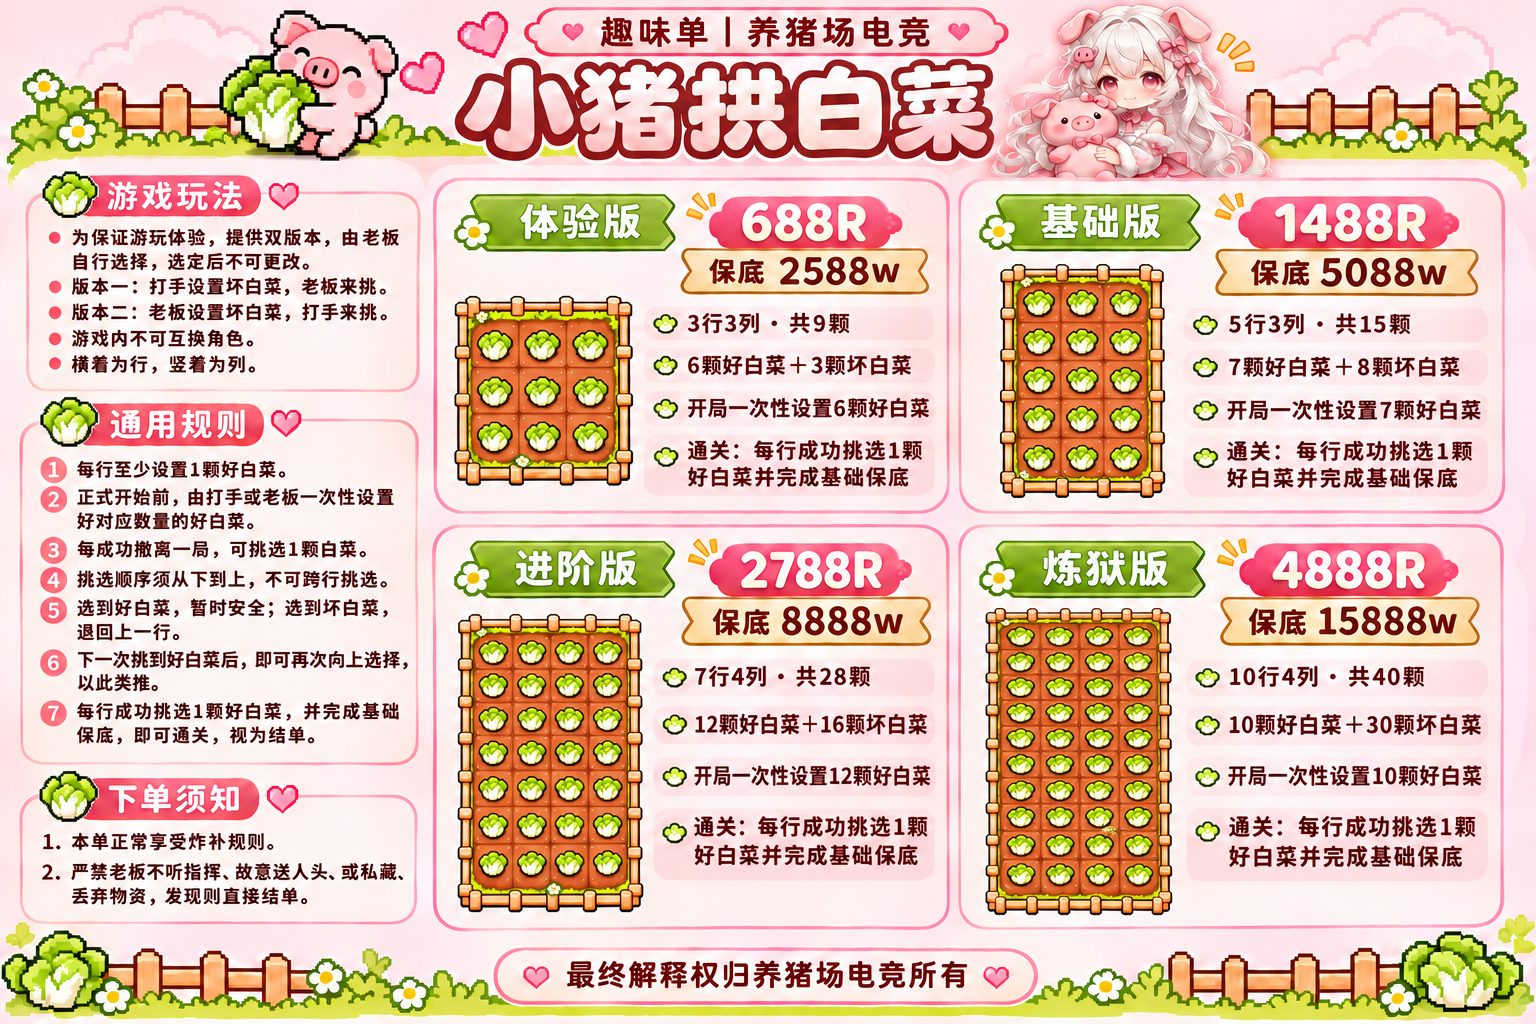 趣味单 | 养猪场电竞
小猪拱白菜
游戏玩法
为保证游玩体验，提供双版本，由老板
自行选择，选定后不可更改。
版本一：打手设置坏白菜，老板来挑。
版本二：老板设置坏白菜，打手来挑。
游戏内不可互换角色。
横着为行，竖着为列。
通用规则
1 每行至少设置1颗好白菜。
2 正式开始前，由打手或老板一次性设置
好对应数量的好白菜。
3 每成功撤离一局，可挑选1颗白菜。
4 挑选顺序须从下到上，不可跨行挑选。
5 选到好白菜，暂时安全；选到坏白菜，
退回上一行。
6 下一次挑到好白菜后，即可再次向上选择，
以此类推。
7 每行成功挑选1颗好白菜，并完成基础
保底，即可通关，视为结单。
下单须知
1. 本单正常享受炸补规则。
2. 严禁老板不听指挥、故意送人头、或私藏、
丢弃物资，发现则直接结单。
体验版
688R
保底 2588w
3行3列·共9颗
6颗好白菜＋3颗坏白菜
开局一次性设置6颗好白菜
通关：每行成功挑选1颗
好白菜并完成基础保底
基础版
1488R
保底 5088w
5行3列·共15颗
7颗好白菜＋8颗坏白菜
开局一次性设置7颗好白菜
通关：每行成功挑选1颗
好白菜并完成基础保底
进阶版
2788R
保底 8888w
7行4列·共28颗
12颗好白菜＋16颗坏白菜
开局一次性设置12颗好白菜
通关：每行成功挑选1颗
好白菜并完成基础保底
炼狱版
4888R
保底 15888w
10行4列·共40颗
10颗好白菜＋30颗坏白菜
开局一次性设置10颗好白菜
通关：每行成功挑选1颗
好白菜并完成基础保底
最终解释权归养猪场电竞所有